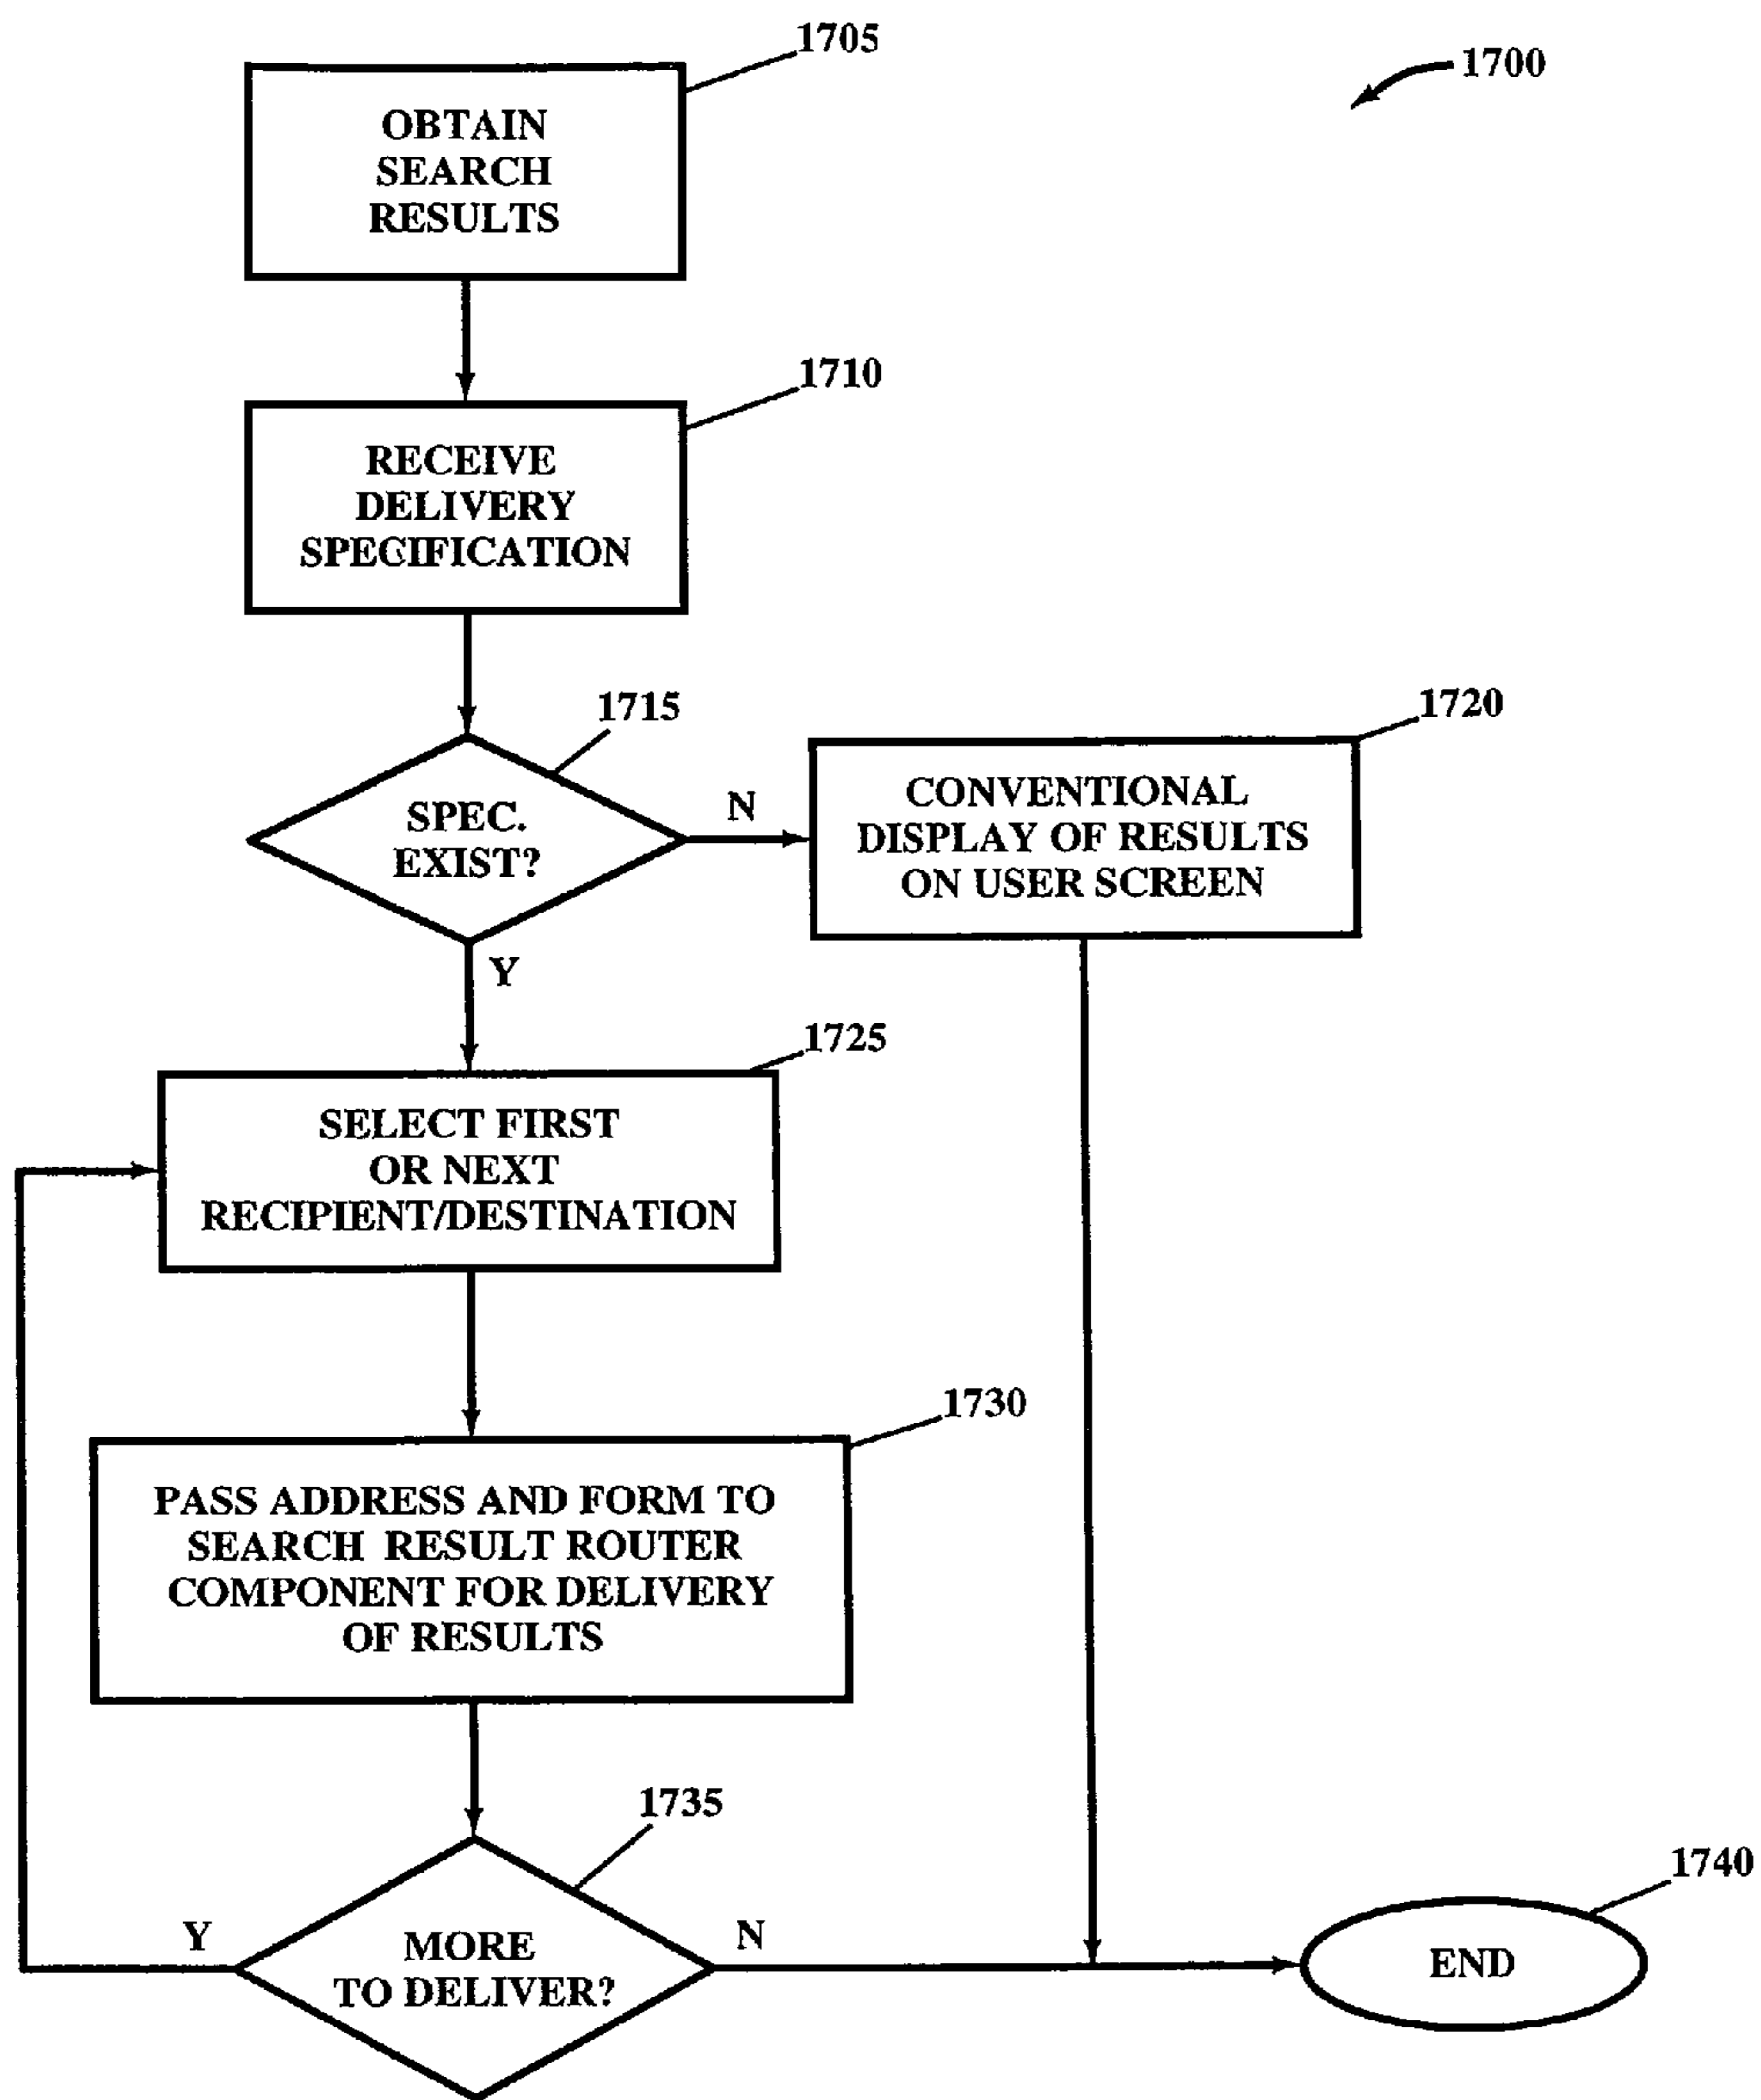 1705
1700
OBTAIN
SEARCH
RESULTS
1710
RECEIVE
DELIVERY
SPECIFICATION
1715
1720
SPEC.
EXIST?
N
CONVENTIONAL
DISPLAY OF RESULTS
ON USER SCREEN
Y
1725
SELECT FIRST
OR NEXT
RECIPIENT/DESTINATION
1730
PASS ADDRESS AND FORM TO
SEARCH RESULT ROUTER
COMPONENT FOR DELIVERY
OF RESULTS
1735
Y
MORE
TO DELIVER?
N
1740
END